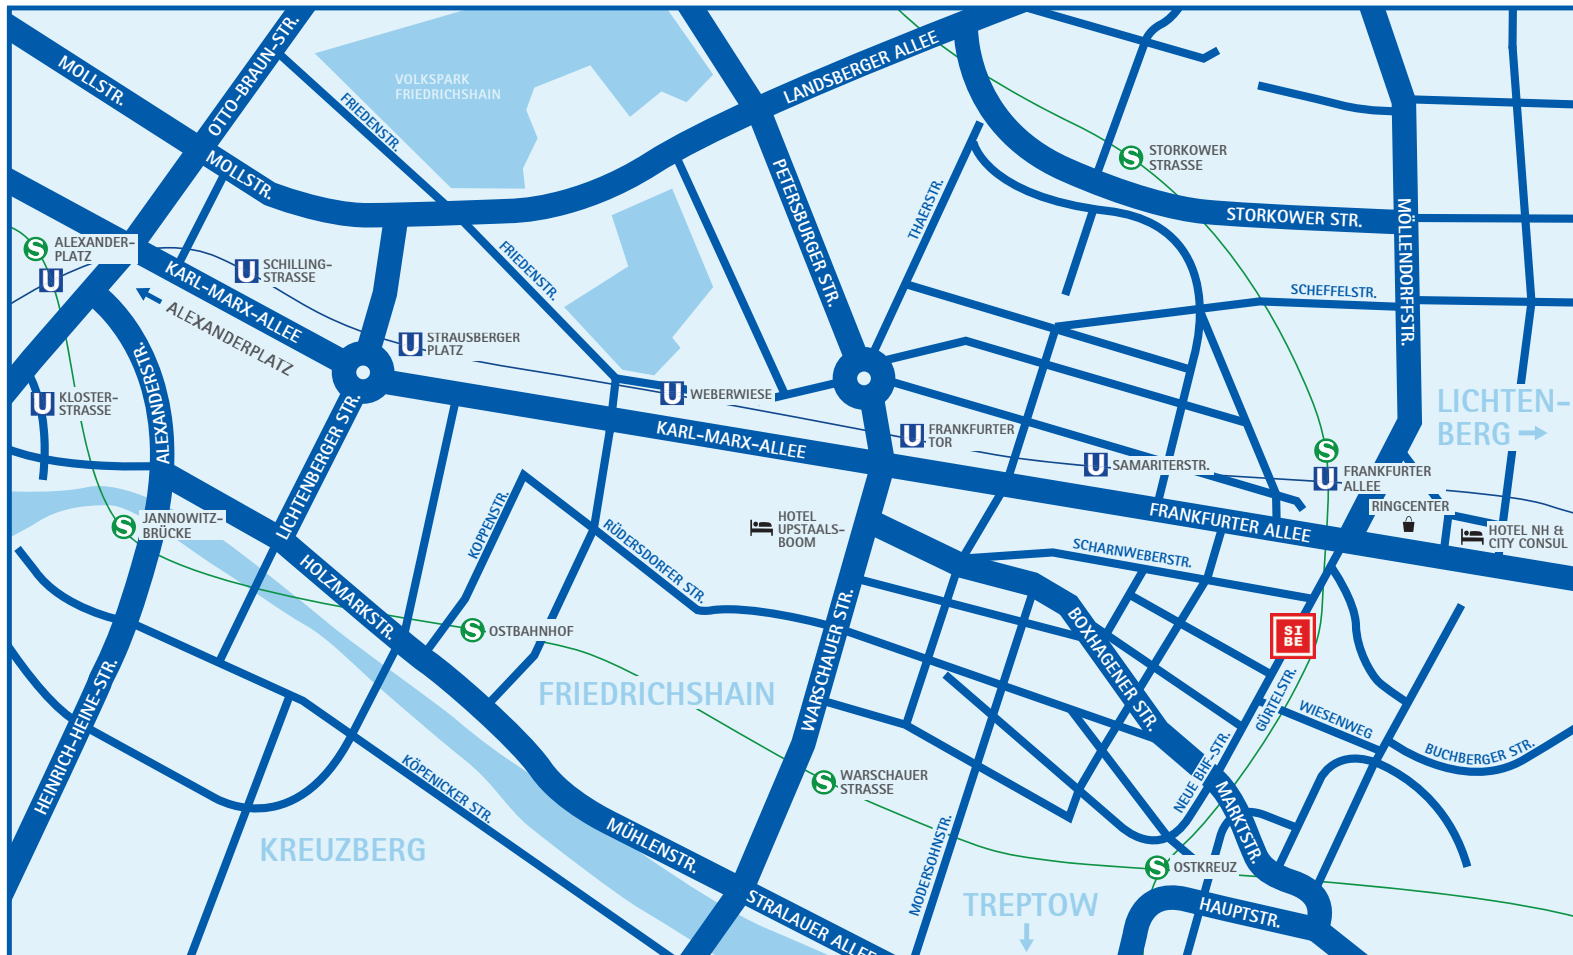 MOLLSTR.
OTTO-BRAUN-STR.
MOLLSTR.
FRIEDENSTR.
VOLKSPARK
FRIEDRICHSHAIN
LANDSBERGER ALLEE
PETERSBURGER STR.
THAERSTR.
S
STORKOWER
STRASSE
STORKOWER STR.
MÖLLENDORFFSTR.
SCHEFFELSTR.
S
ALEXANDER-
PLATZ
U
U
SCHILLING-
STRASSE
KARL-MARX-ALLEE
ALEXANDERPLATZ
FRIEDENSTR.
U
STRAUSBERGER
PLATZ
U
KLOSTER-
STRASSE
ALEXANDERSTR.
LICHTENBERGER STR.
U
WEBERWIESE
KARL-MARX-ALLEE
U
FRANKFURTER
TOR
U
SAMARITERSTR.
S
U
FRANKFURTER
ALLEE
LICHTEN-
BERG
RINGCENTER
HOTEL NH &
CITY CONSUL
FRANKFURTER ALLEE
S
JANNOWITZ-
BRÜCKE
HOLZMARKSTR.
KOPPENSTR.
RÜDERSDORFER STR.
HOTEL
UPSTAALS-
BOOM
SCHARNWEBERSTR.
WARSCHAUER STR.
BOXHAGENER STR.
SI
BE
S
OSTBAHNHOF
FRIEDRICHSHAIN
HEINRICH-HEINE-STR.
GÜRTELSTR.
WIESENWEG
BUCHBERGER STR.
NEUE BHF-STR.
MARKTSTR.
S
WARSCHAUER
STRASSE
KÖPENICKER STR.
KREUZBERG
MÜHLENSTR.
MODERSOHNSTR.
S
OSTKREUZ
STRALAUER ALLEE
TREPTOW
HAUPTSTR.